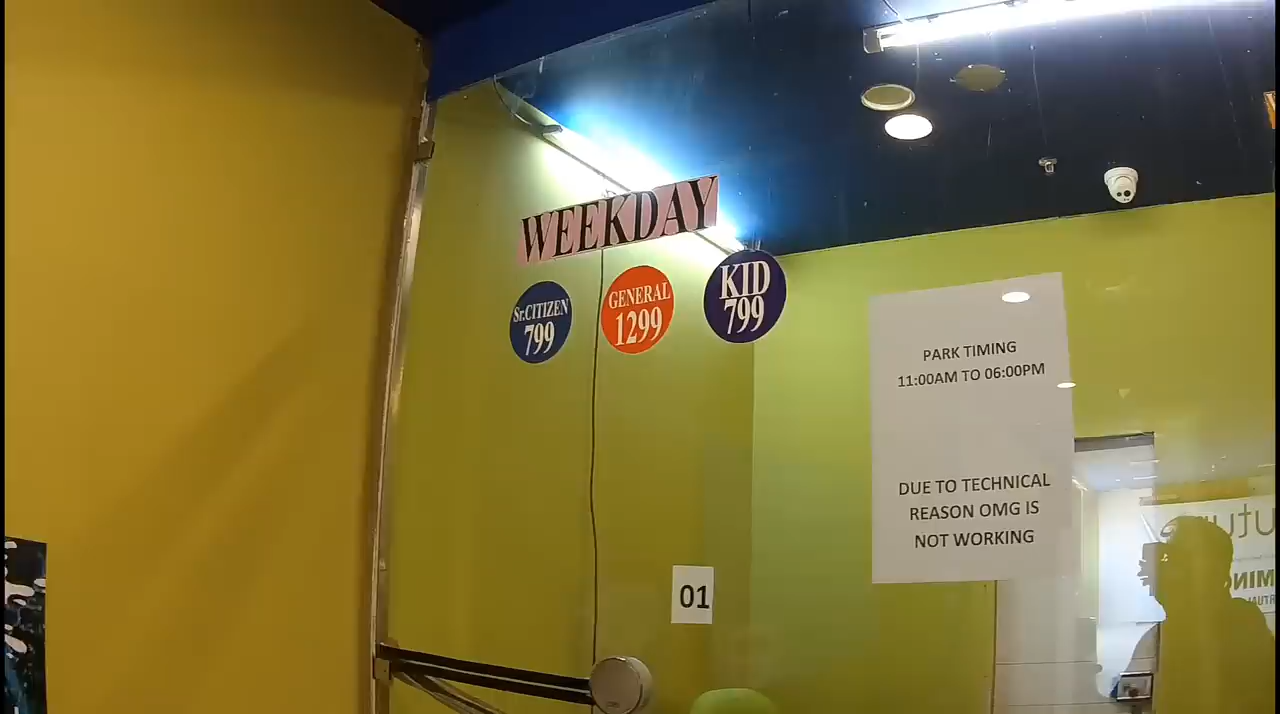 WEEKDAY
Sr.CITIZEN
799
GENERAL
1299
KID
799
PARK TIMING
11:00AM TO 06:00PM
DUE TO TECHNICAL
REASON OMG IS
NOT WORKING
01